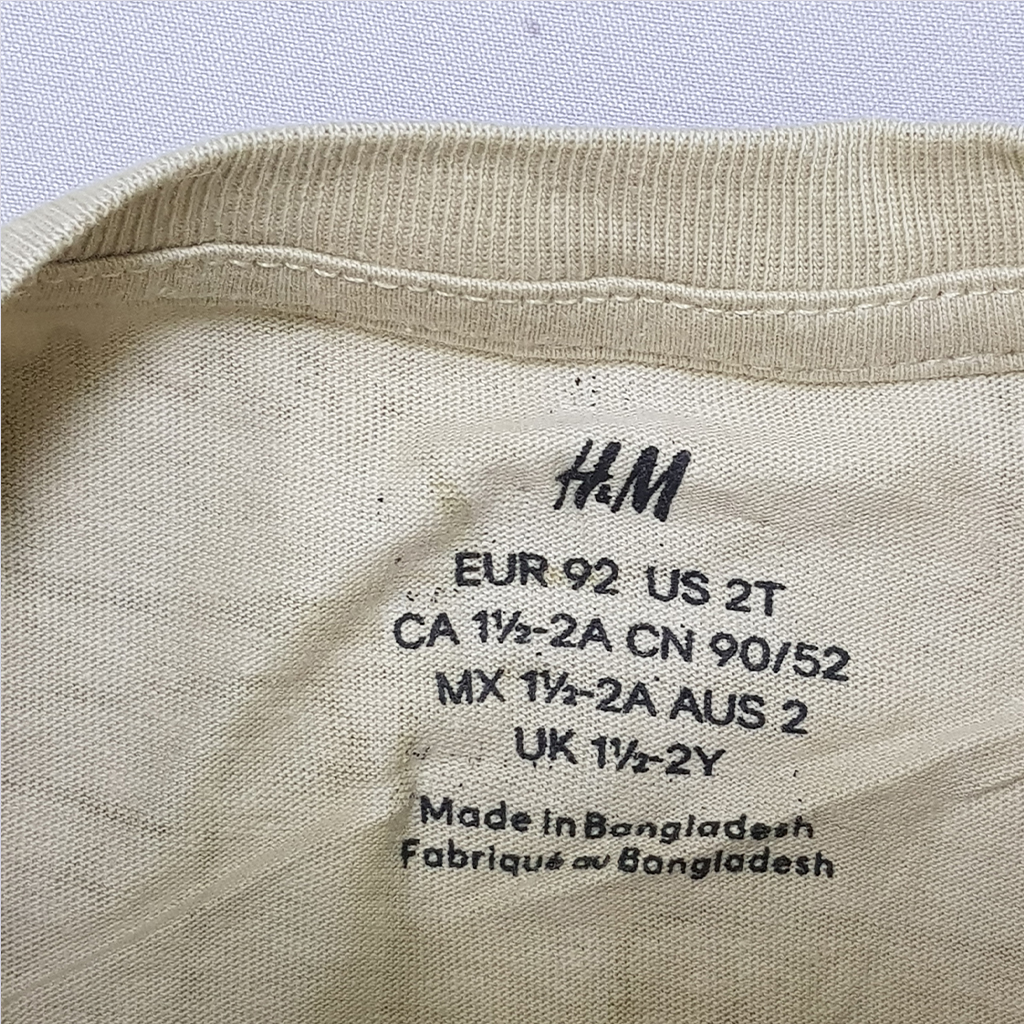 H&M
EUR 92 US 2T
CA 1½-2A CN 90/52
MX 1½-2A AUS 2
UK 1½-2Y
Made in Bangladesh
Fabriqué au Bangladesh